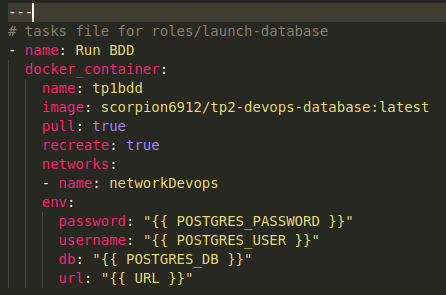 ---
# tasks file for roles/launch-database
- name: Run BDD
  docker_container:
    name: tp1bdd
    image: scorpion6912/tp2-devops-database:latest
    pull: true
    recreate: true
    networks:
    - name: networkDevops
    env:
      password: "{{ POSTGRES_PASSWORD }}"
      username: "{{ POSTGRES_USER }}"
      db: "{{ POSTGRES_DB }}"
      url: "{{ URL }}"